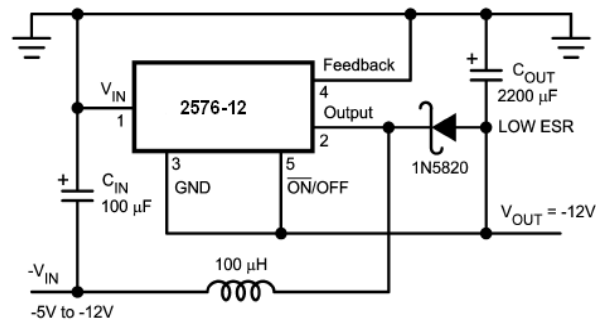 Feedback
+
C_OUT
2200 μF
V_IN
2576-12
4
1
Output
2
LOW ESR
+
C_IN
100 μF
3
GND
5
O̅N̅/OFF
1N5820
V_OUT = -12V
-V_IN
100 μH
-5V to -12V